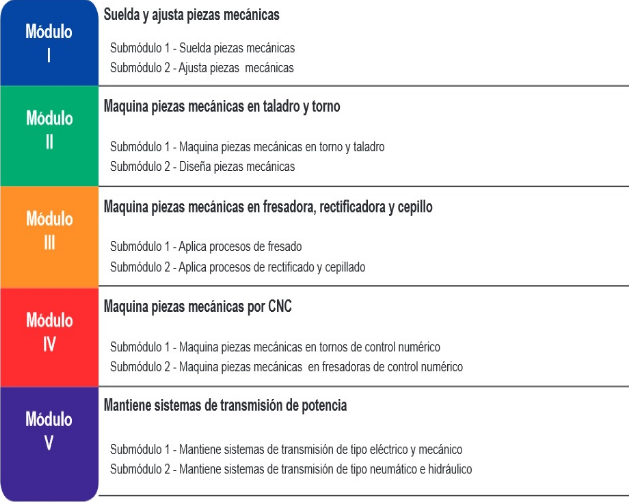 Módulo
I
Suelda y ajusta piezas mecánicas
Submódulo 1 - Suelda piezas mecánicas
Submódulo 2 - Ajusta piezas mecánicas
Módulo
II
Maquina piezas mecánicas en taladro y torno
Submódulo 1 - Maquina piezas mecánicas en torno y taladro
Submódulo 2 - Diseña piezas mecánicas
Módulo
III
Maquina piezas mecánicas en fresadora, rectificadora y cepillo
Submódulo 1 - Aplica procesos de fresado
Submódulo 2 - Aplica procesos de rectificado y cepillado
Módulo
IV
Maquina piezas mecánicas por CNC
Submódulo 1 - Maquina piezas mecánicas en tornos de control numérico
Submódulo 2 - Maquina piezas mecánicas en fresadoras de control numérico
Módulo
V
Mantiene sistemas de transmisión de potencia
Submódulo 1 - Mantiene sistemas de transmisión de tipo eléctrico y mecánico
Submódulo 2 - Mantiene sistemas de transmisión de tipo neumático e hidráulico